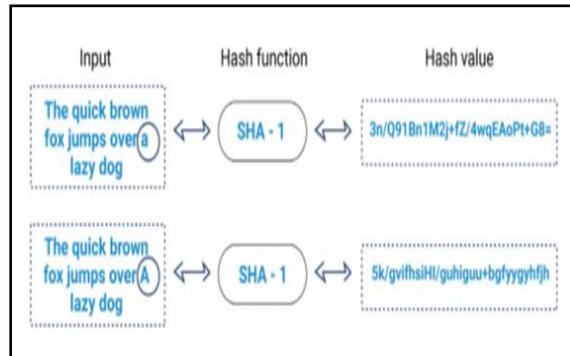 Input
Hash function
Hash value
The quick brown
fox jumps over a
lazy dog
SHA - 1
3n/Q91Bn1M2j+fZ/4wqEAoPt+G8=
The quick brown
fox jumps over A
lazy dog
SHA - 1
5k/gvifhsiHI/guhiguu+bgfyygyhfjh